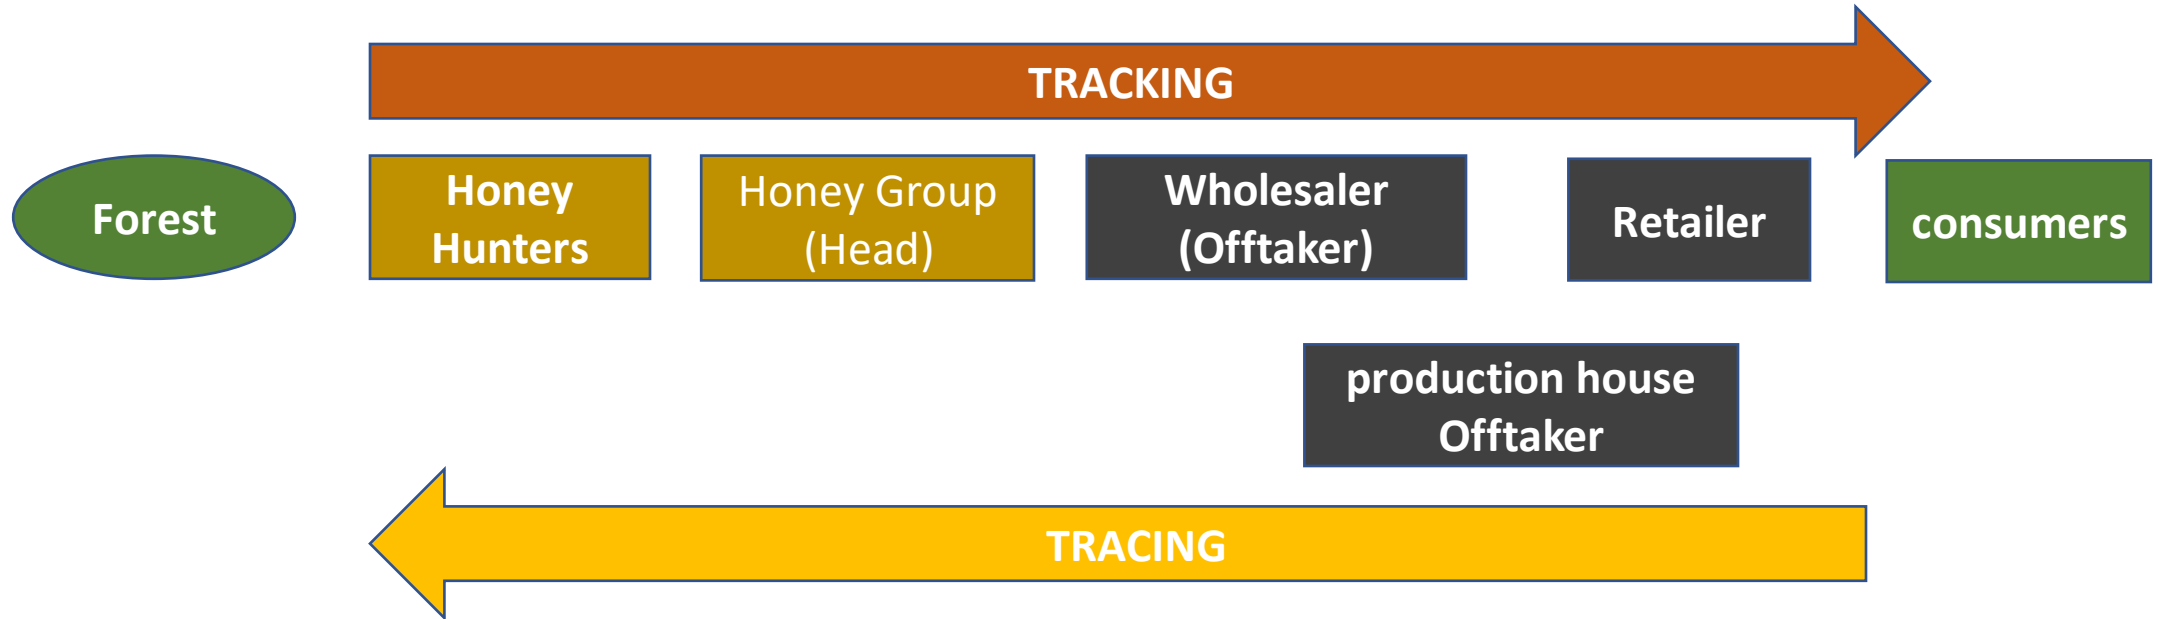 TRACKING
Forest
Honey
Hunters
Honey Group
(Head)
Wholesaler
(Offtaker)
Retailer
consumers
production house
Offtaker
TRACING